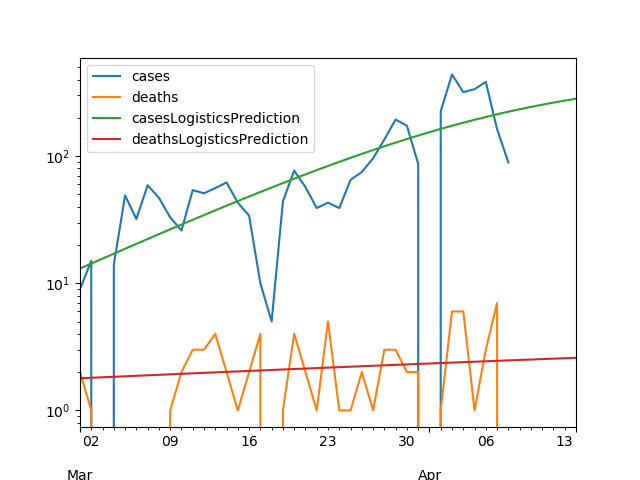 cases
deaths
casesLogisticsPrediction
deathsLogisticsPrediction
10²
10¹
10⁰
02 09 16 23 30 06 13
Mar Apr